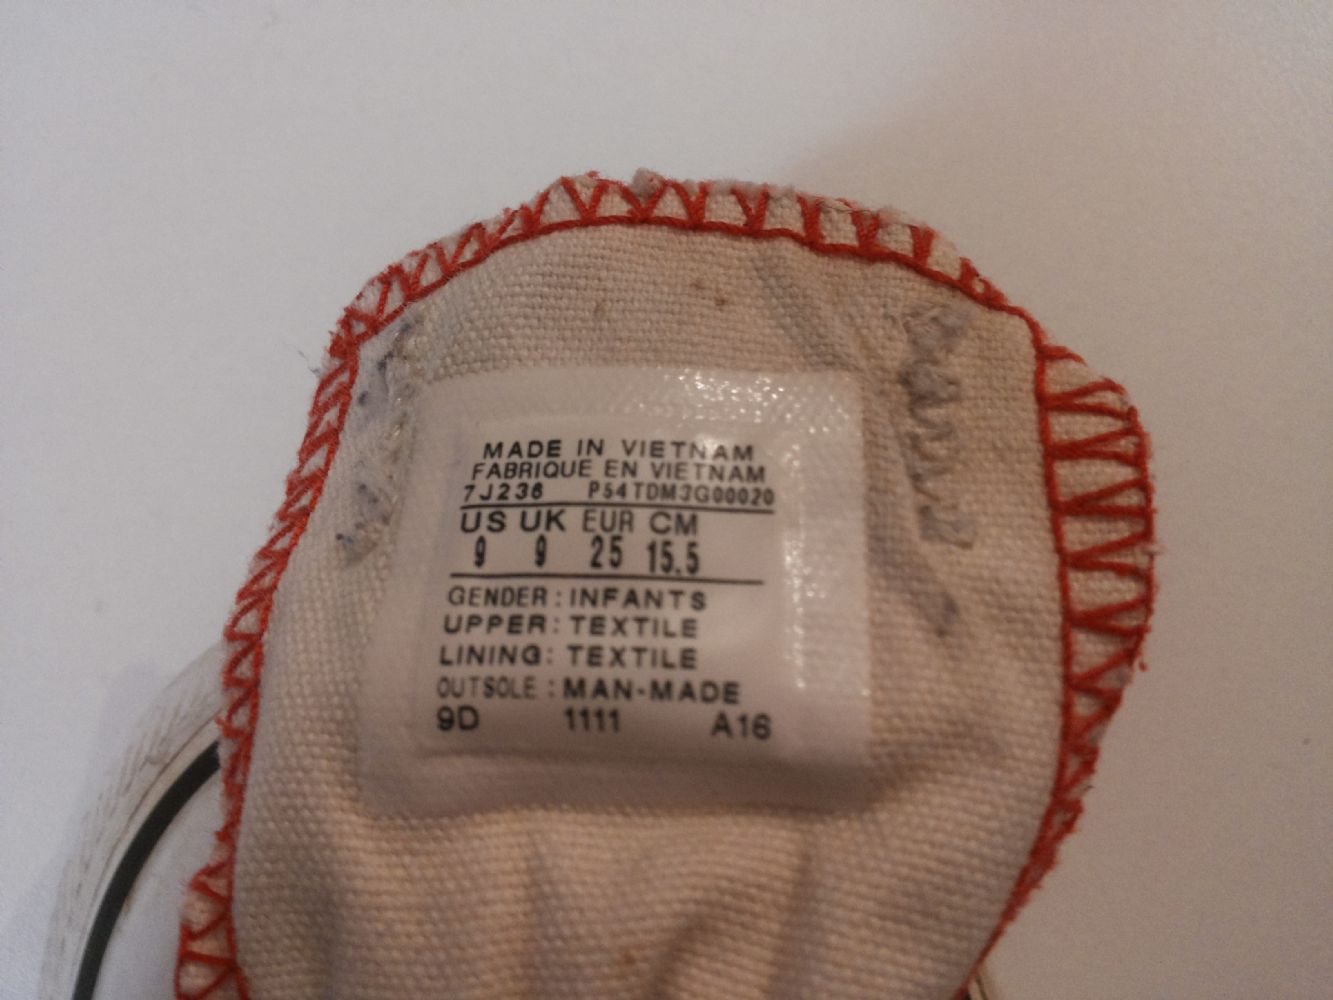 MADE IN VIETNAM
FABRIQUE EN VIETNAM
7J236 P54TDM3G00020
US UK EUR CM
9 9 25 15.5
GENDER: INFANTS
UPPER: TEXTILE
LINING: TEXTILE
OUTSOLE: MAN-MADE
9D 1111 A16